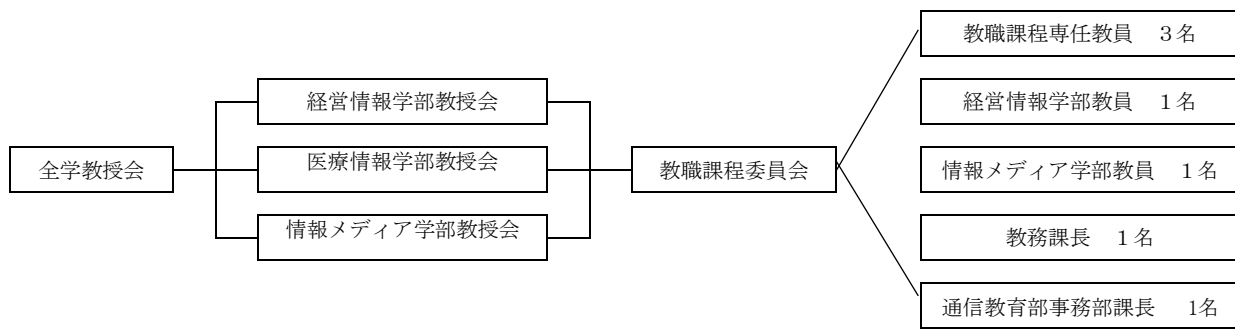 全学教授会
経営情報学部教授会
医療情報学部教授会
情報メディア学部教授会
教職課程委員会
教職課程専任教員　３名
経営情報学部教員　１名
情報メディア学部教員　１名
教務課長　１名
通信教育部事務部課長　1名